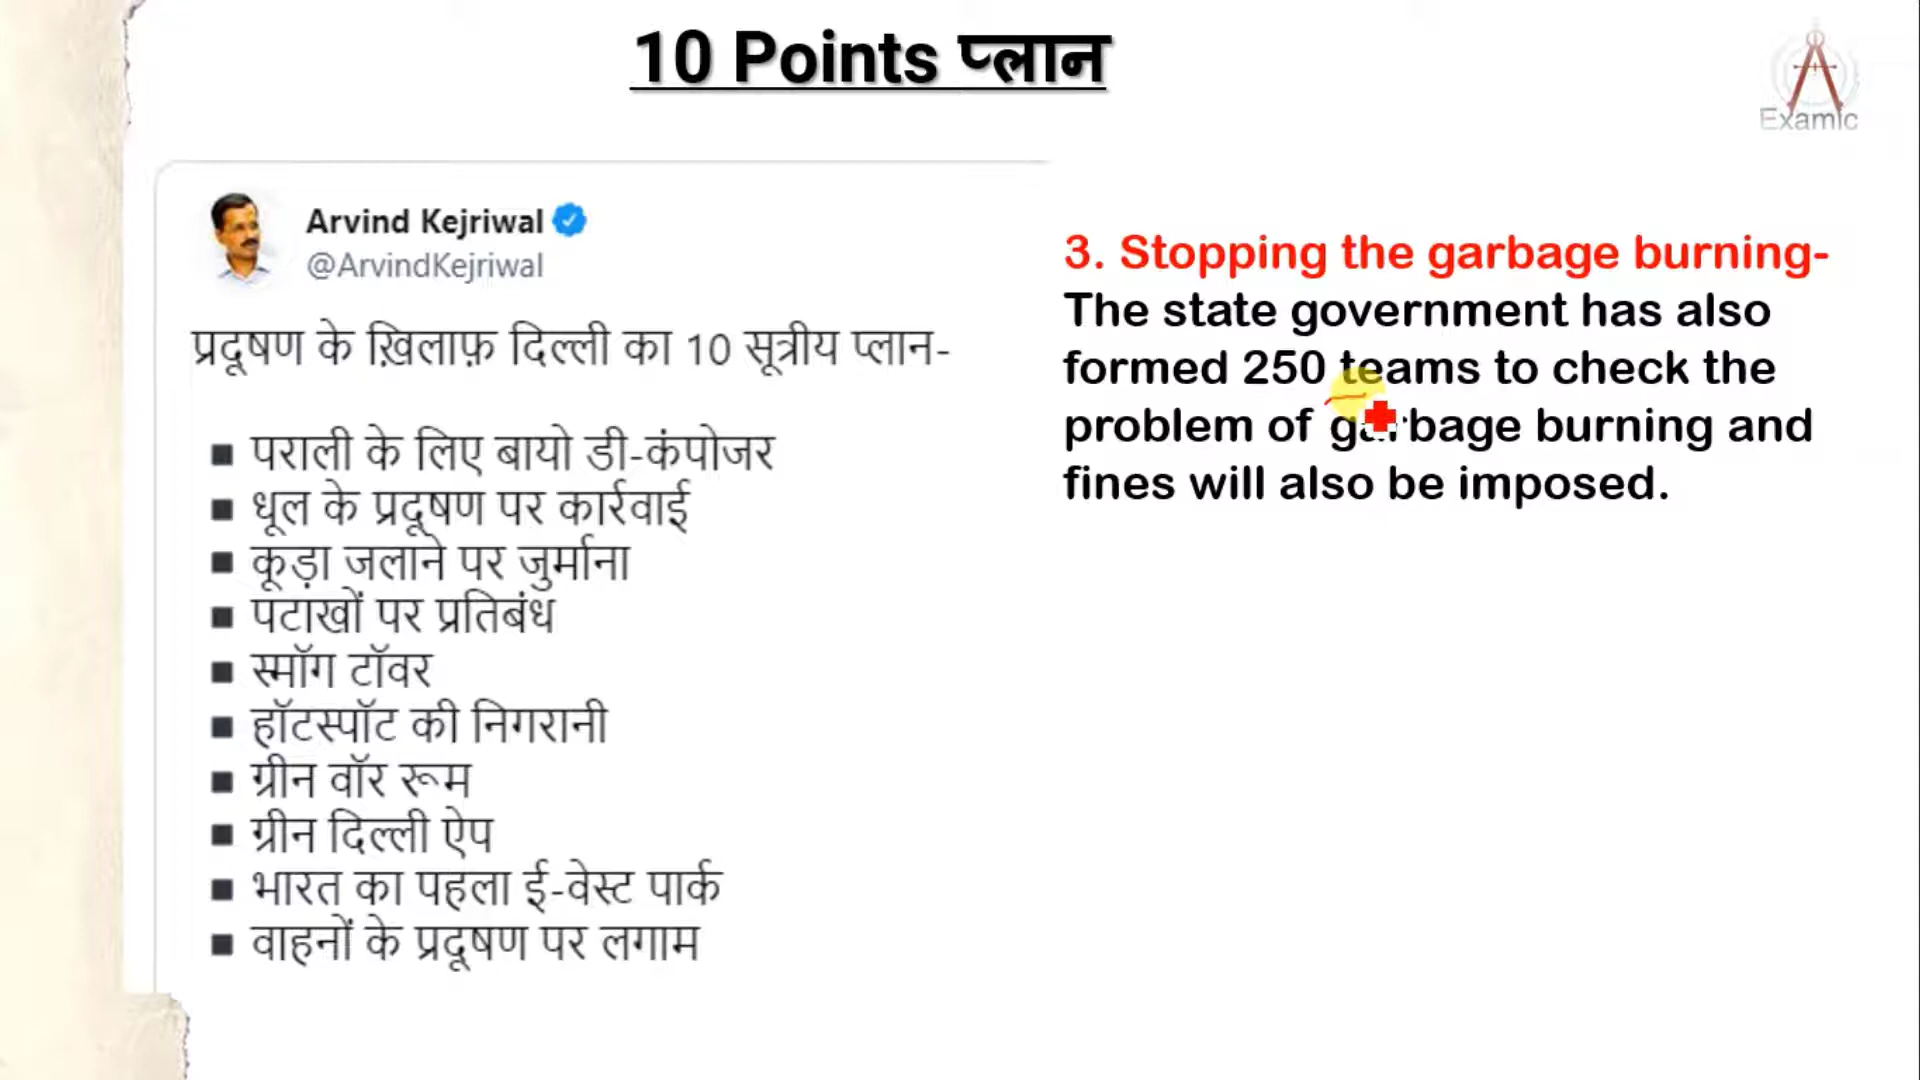 10 Points प्लान
Examic
Arvind Kejriwal
@ArvindKejriwal
प्रदूषण के ख़िलाफ़ दिल्ली का 10 सूत्रीय प्लान-
■ पराली के लिए बायो डी-कंपोजर
■ धूल के प्रदूषण पर कार्रवाई
■ कूड़ा जलाने पर जुर्माना
■ पटाखों पर प्रतिबंध
■ स्मॉग टॉवर
■ हॉटस्पॉट की निगरानी
■ ग्रीन वॉर रूम
■ ग्रीन दिल्ली ऐप
■ भारत का पहला ई-वेस्ट पार्क
■ वाहनों के प्रदूषण पर लगाम
3. Stopping the garbage burning-
The state government has also
formed 250 teams to check the
problem of garbage burning and
fines will also be imposed.